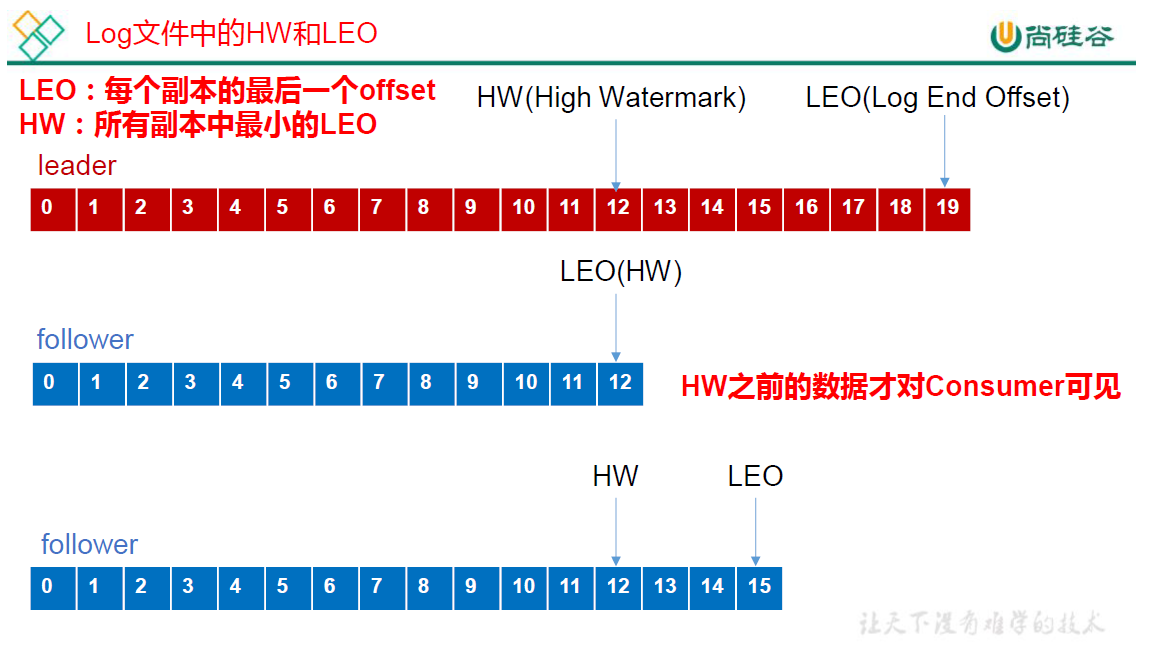 Log文件中的HW和LEO
尚硅谷
LEO：每个副本的最后一个offset
HW：所有副本中最小的LEO
HW(High Watermark)
LEO(Log End Offset)
leader
0 1 2 3 4 5 6 7 8 9 10 11 12 13 14 15 16 17 18 19
LEO(HW)
follower
0 1 2 3 4 5 6 7 8 9 10 11 12
HW之前的数据才对Consumer可见
HW
LEO
follower
0 1 2 3 4 5 6 7 8 9 10 11 12 13 14 15
让天下没有难学的技术